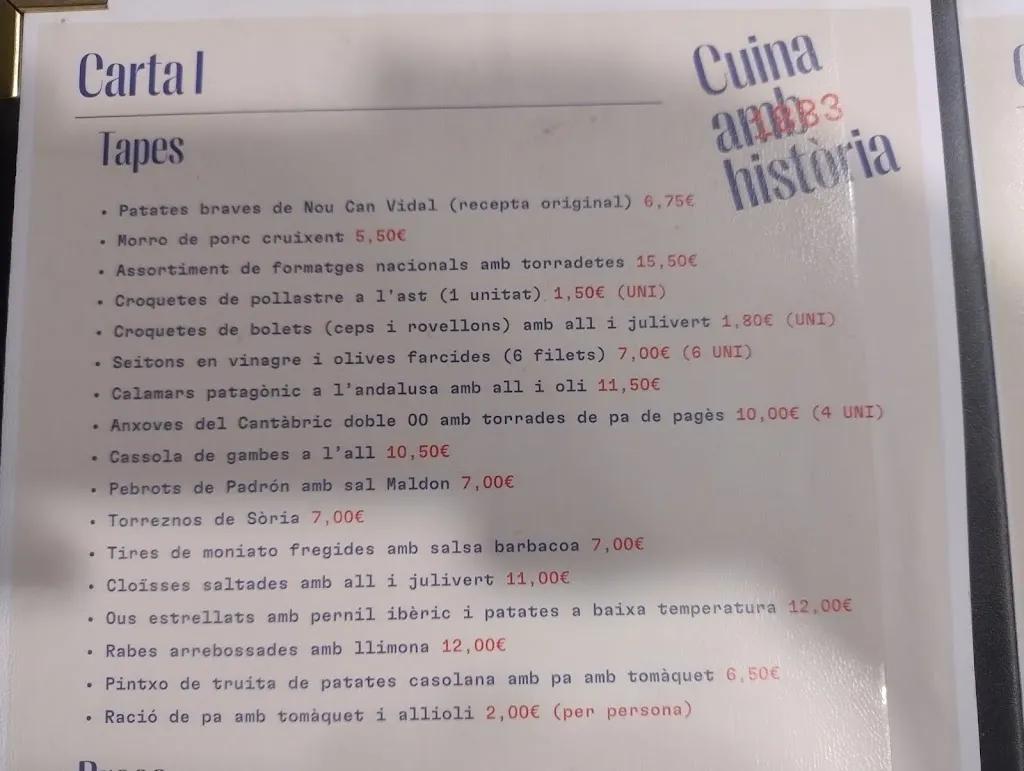 Carta I
Cuina
amb
1883
història
Tapes
• Patates braves de Nou Can Vidal (recepta original) 6,75€
• Morro de porc cruixent 5,50€
• Assortiment de formatges nacionals amb torradetes 15,50€
• Croquetes de pollastre a l'ast (1 unitat) 1,50€ (UNI)
• Croquetes de bolets (ceps i rovellons) amb all i julivert 1,80€ (UNI)
• Seitons en vinagre i olives farcides (6 filets) 7,00€ (6 UNI)
• Calamars patagònic a l'andalusa amb all i oli 11,50€
• Anxoves del Cantàbric doble OO amb torrades de pa de pagès 10,00€ (4 UNI)
• Cassola de gambes a l'all 10,50€
• Pebrots de Padrón amb sal Maldon 7,00€
• Torreznos de Sòria 7,00€
• Tires de moniato fregides amb salsa barbacoa 7,00€
• Cloïsses saltades amb all i julivert 11,00€
• Ous estrellats amb pernil ibèric i patates a baixa temperatura 12,00€
• Rabes arrebossades amb llimona 12,00€
• Pintxo de truita de patates casolana amb pa amb tomàquet 6,50€
• Ració de pa amb tomàquet i allioli 2,00€ (per persona)